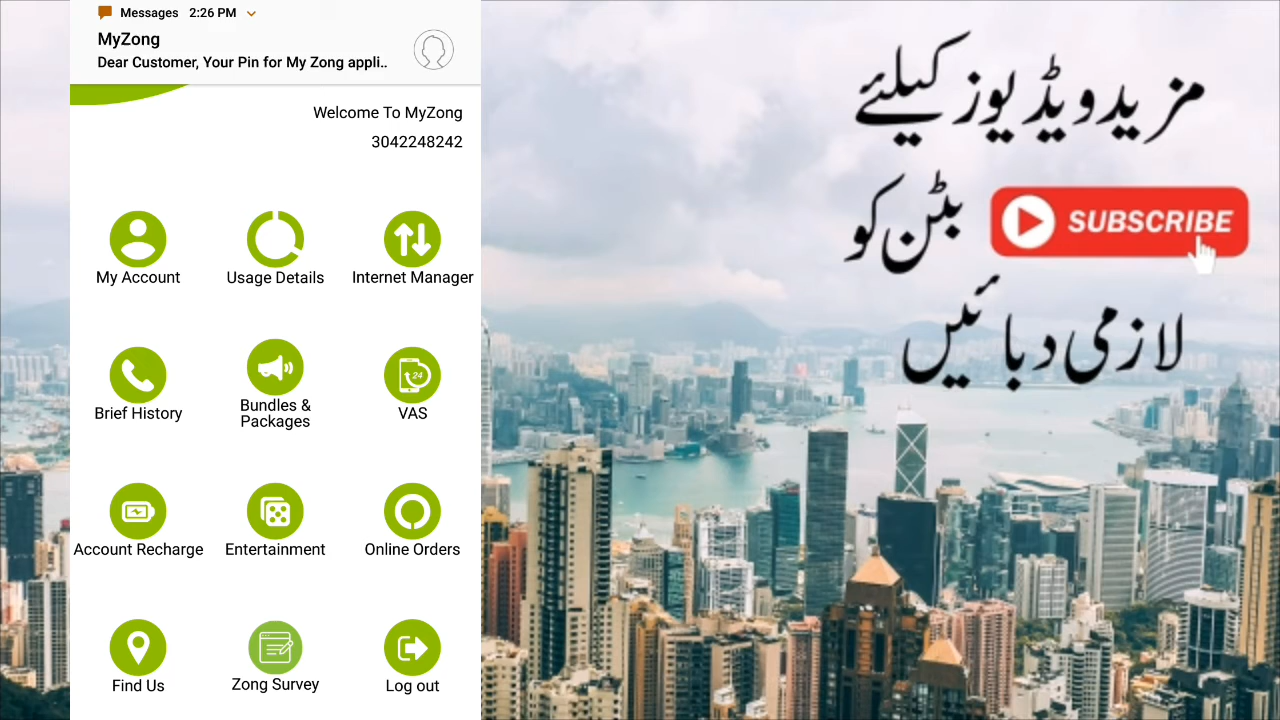 Messages 2:26 PM
MyZong
Dear Customer, Your Pin for My Zong appli..
Welcome To MyZong
3042248242
My Account
Usage Details
Internet Manager
Brief History
Bundles &
Packages
VAS
24
Account Recharge
Entertainment
Online Orders
Find Us
Zong Survey
Log out
مزید ویڈیوز کیلئے
SUBSCRIBE بٹن کو
لازمی دبائیں